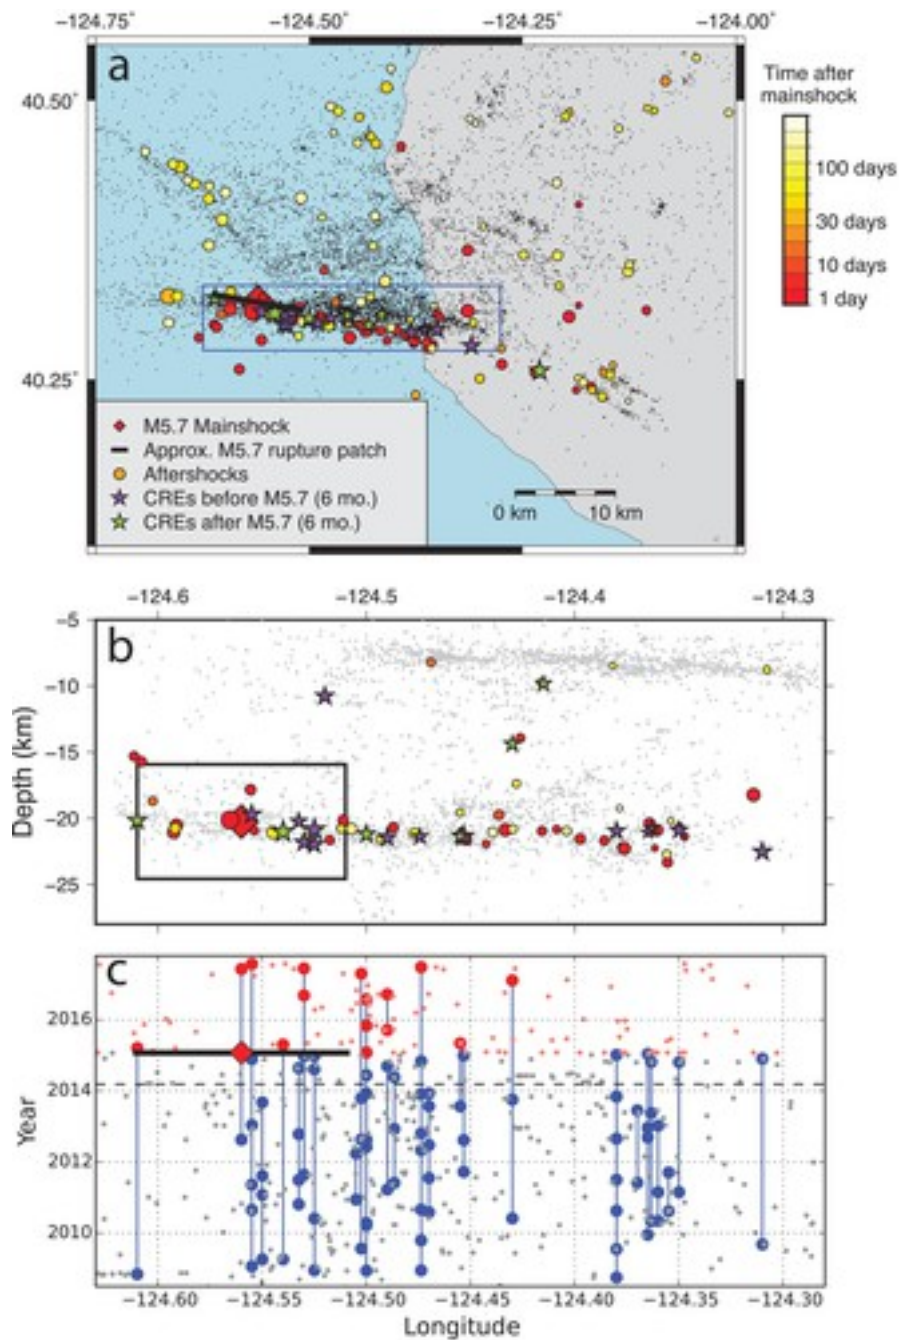 −124.75˚ −124.50˚ −124.25˚ −124.00˚
a
Time after
mainshock
40.50˚
100 days
30 days
10 days
1 day
40.25˚
M5.7 Mainshock
Approx. M5.7 rupture patch
Aftershocks
CREs before M5.7 (6 mo.)
CREs after M5.7 (6 mo.)
0 km 10 km
−124.6 −124.5 −124.4 −124.3
b
−5
−10
−15
−20
−25
Depth (km)
c
2016
2014
2012
2010
Year
−124.60 −124.55 −124.50 −124.45 −124.40 −124.35 −124.30
Longitude